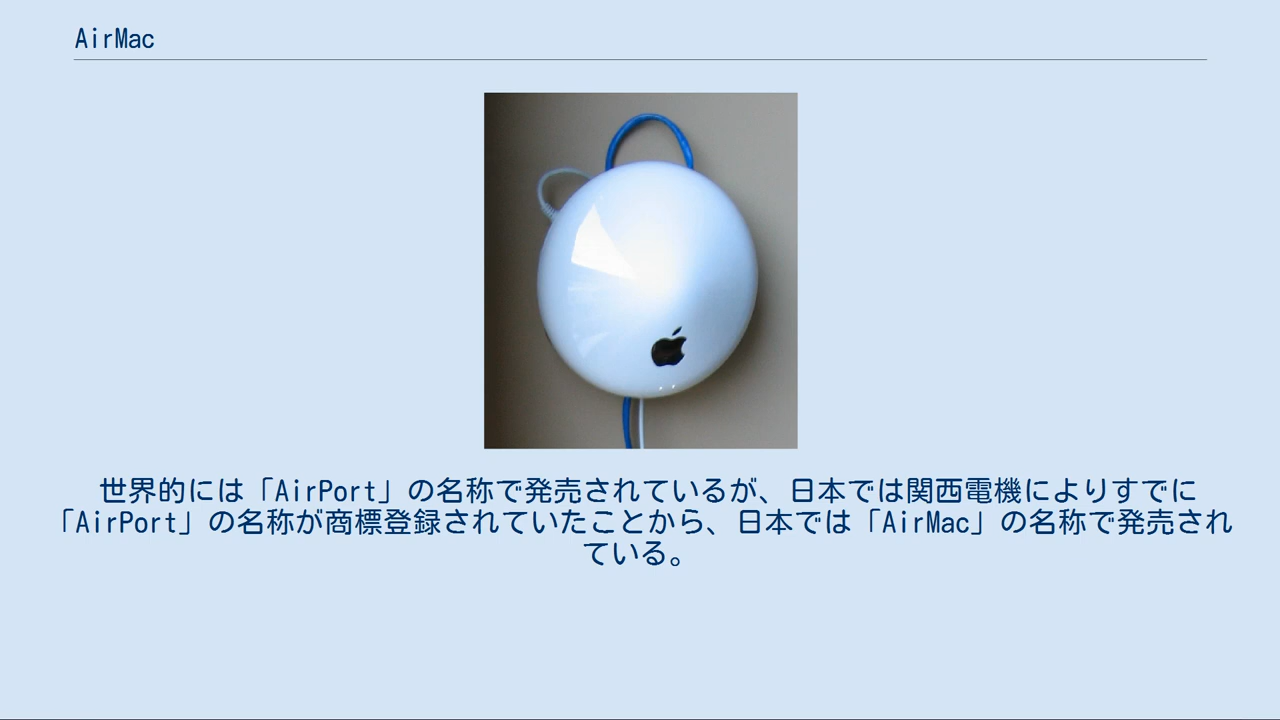 AirMac
世界的には「AirPort」の名称で発売されているが、日本では関西電機によりすでに
「AirPort」の名称が商標登録されていたことから、日本では「AirMac」の名称で発売され
ている。